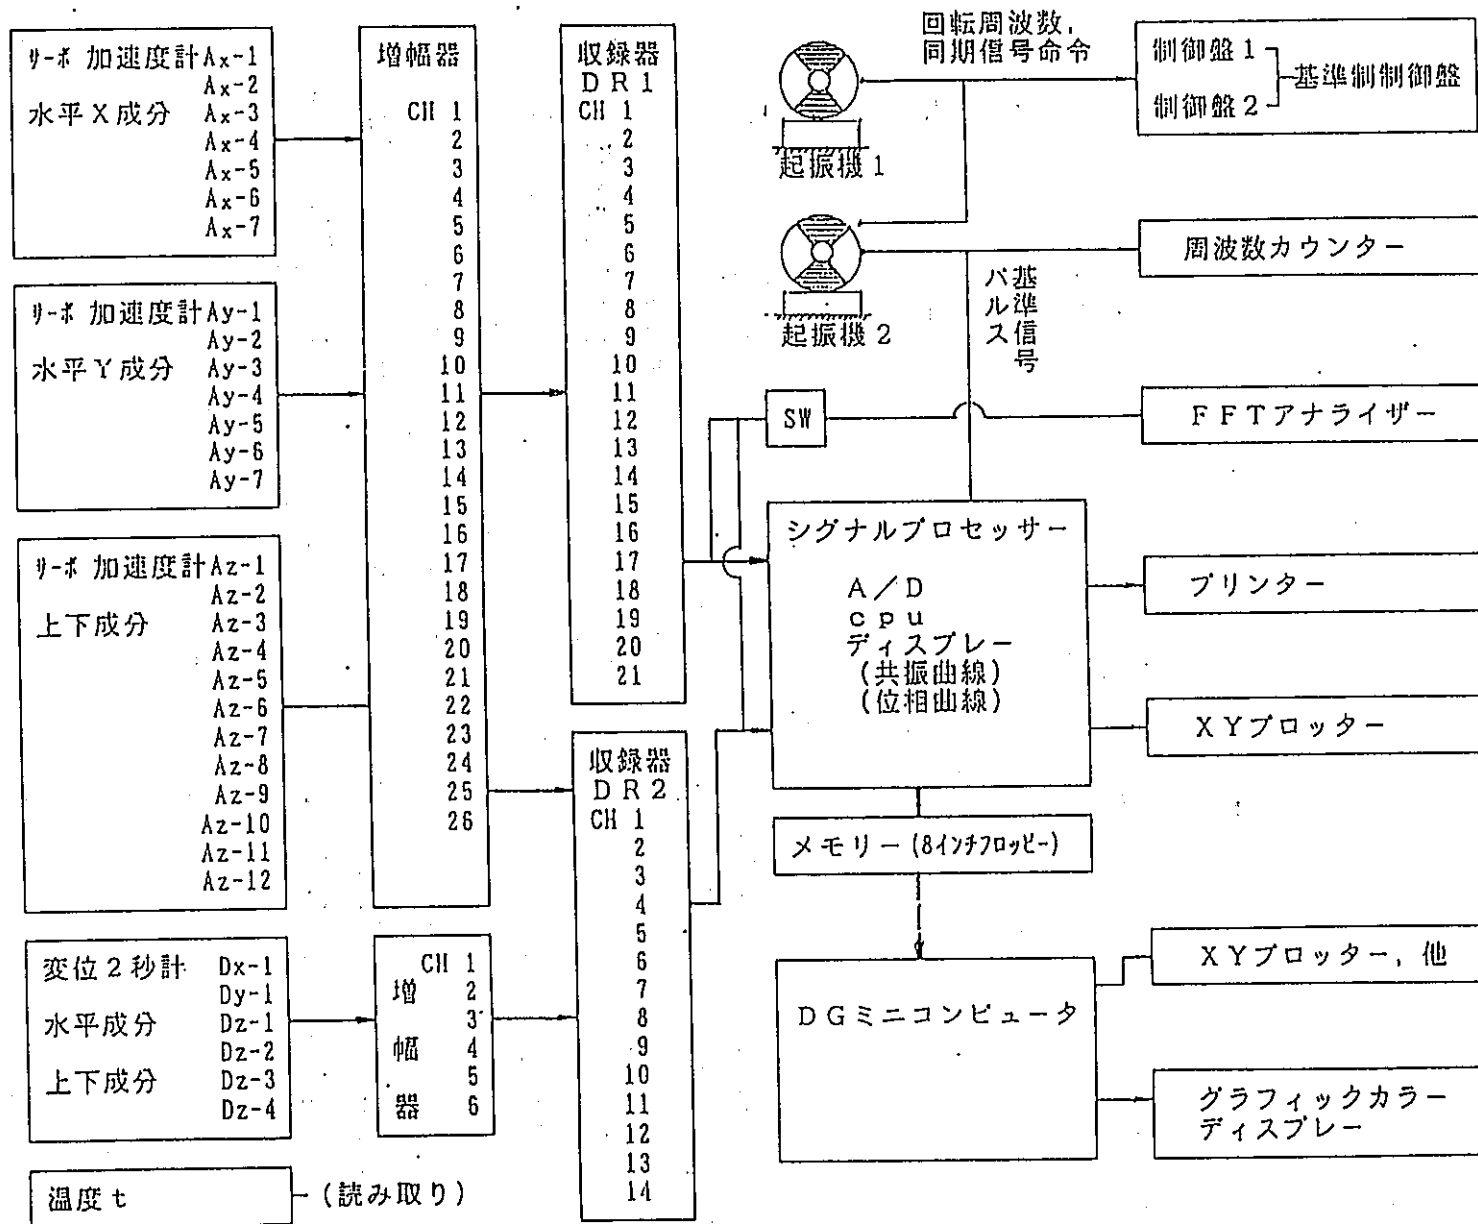 サーボ 加速度計Ax-1
Ax-2
水平X成分 Ax-3
Ax-4
Ax-5
Ax-6
Ax-7
サーボ 加速度計Ay-1
Ay-2
水平Y成分 Ay-3
Ay-4
Ay-5
Ay-6
Ay-7
サーボ 加速度計Az-1
Az-2
上下成分 Az-3
Az-4
Az-5
Az-6
Az-7
Az-8
Az-9
Az-10
Az-11
Az-12
変位2秒計 Dx-1
Dy-1
水平成分 Dz-1
Dz-2
上下成分 Dz-3
Dz-4
温度t
(読み取り)
増幅器
CH 1
2
3
4
5
6
7
8
9
10
11
12
13
14
15
16
17
18
19
20
21
22
23
24
25
26
CH 1
増 2
3
幅 4
5
器 6
収録器
DR1
CH 1
2
3
4
5
6
7
8
9
10
11
12
13
14
15
16
17
18
19
20
21
収録器
DR2
CH 1
2
3
4
5
6
7
8
9
10
11
12
13
14
回転周波数,
同期信号命令
起振機1
起振機2
制御盤1
基準制制御盤
制御盤2
周波数カウンター
基準信号
パルス
SW
FFTアナライザー
シグナルプロセッサー
A/D
cpu
ディスプレー
(共振曲線)
(位相曲線)
プリンター
XYプロッター
メモリー(8インチフロッピー)
DGミニコンピュータ
XYプロッター, 他
グラフィックカラー
ディスプレー